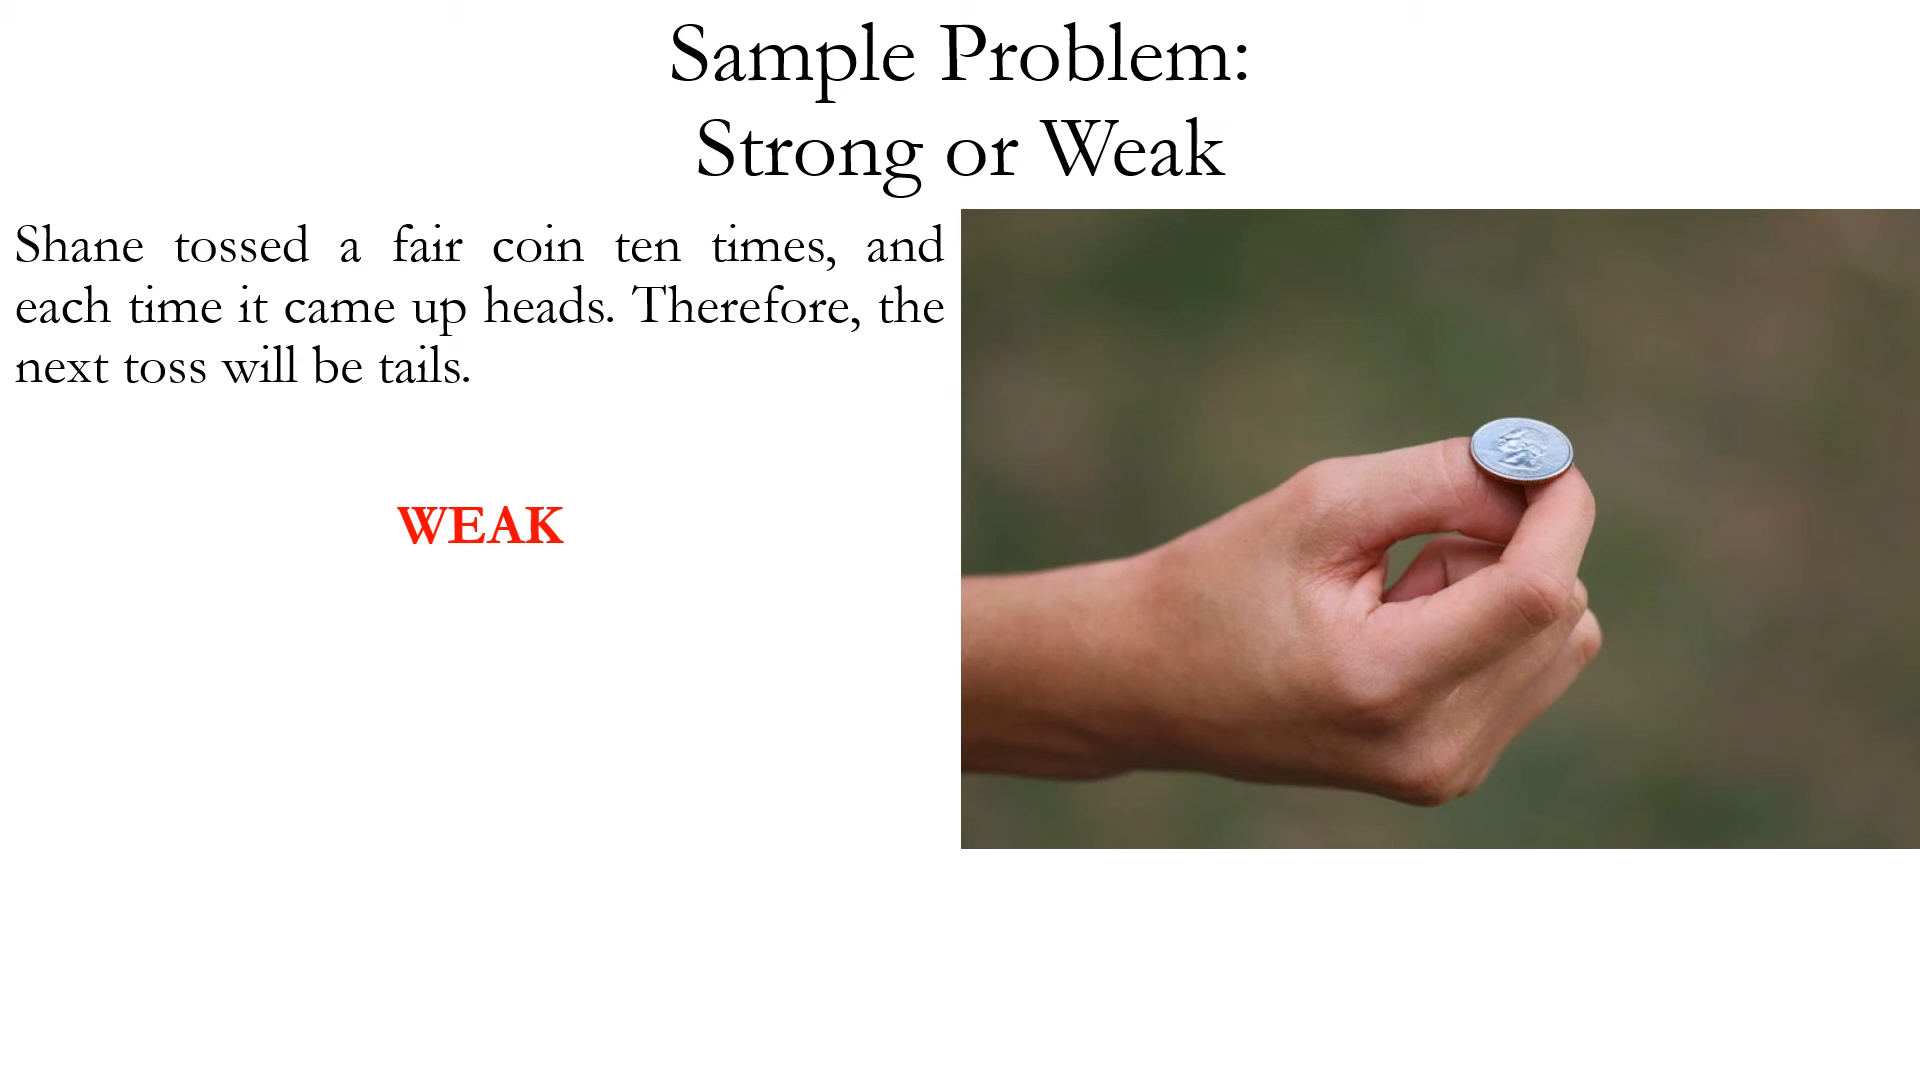 Sample Problem:
Strong or Weak
Shane tossed a fair coin ten times, and
each time it came up heads. Therefore, the
next toss will be tails.
WEAK